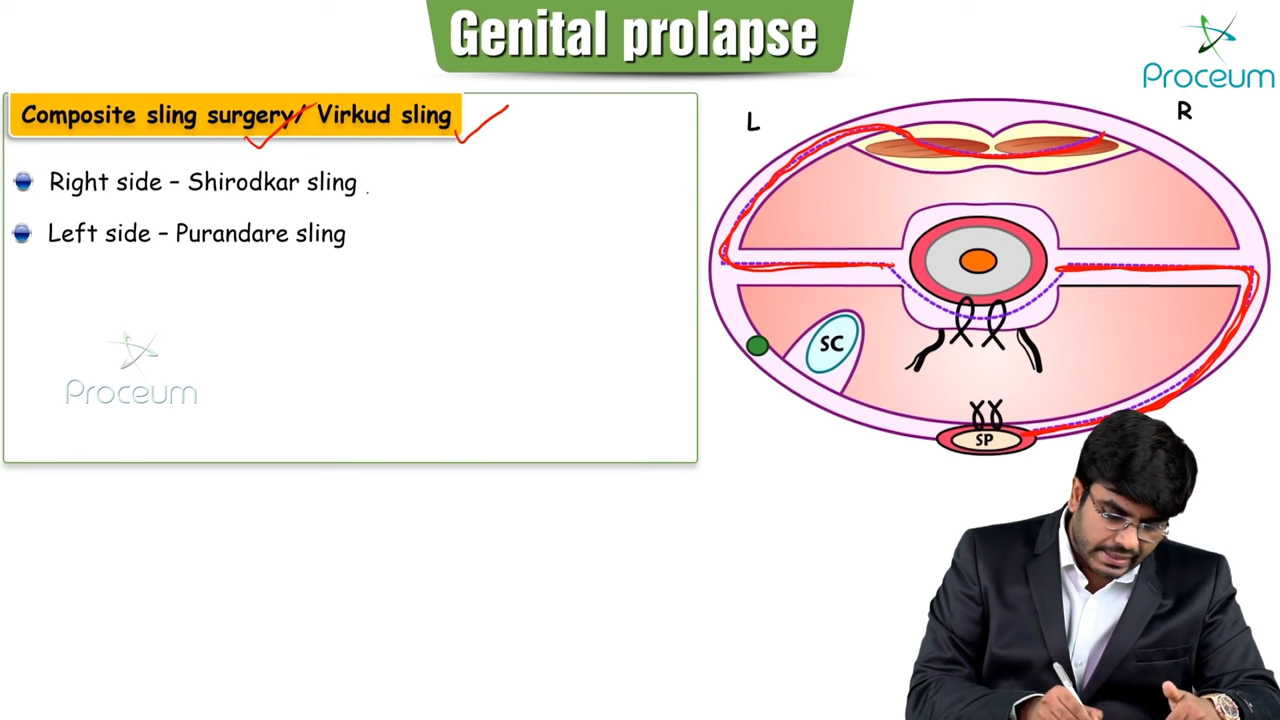 Genital prolapse
Proceum
Composite sling surgery/ Virkud sling
Right side – Shirodkar sling
Left side – Purandare sling
Proceum
L
R
SC
SP